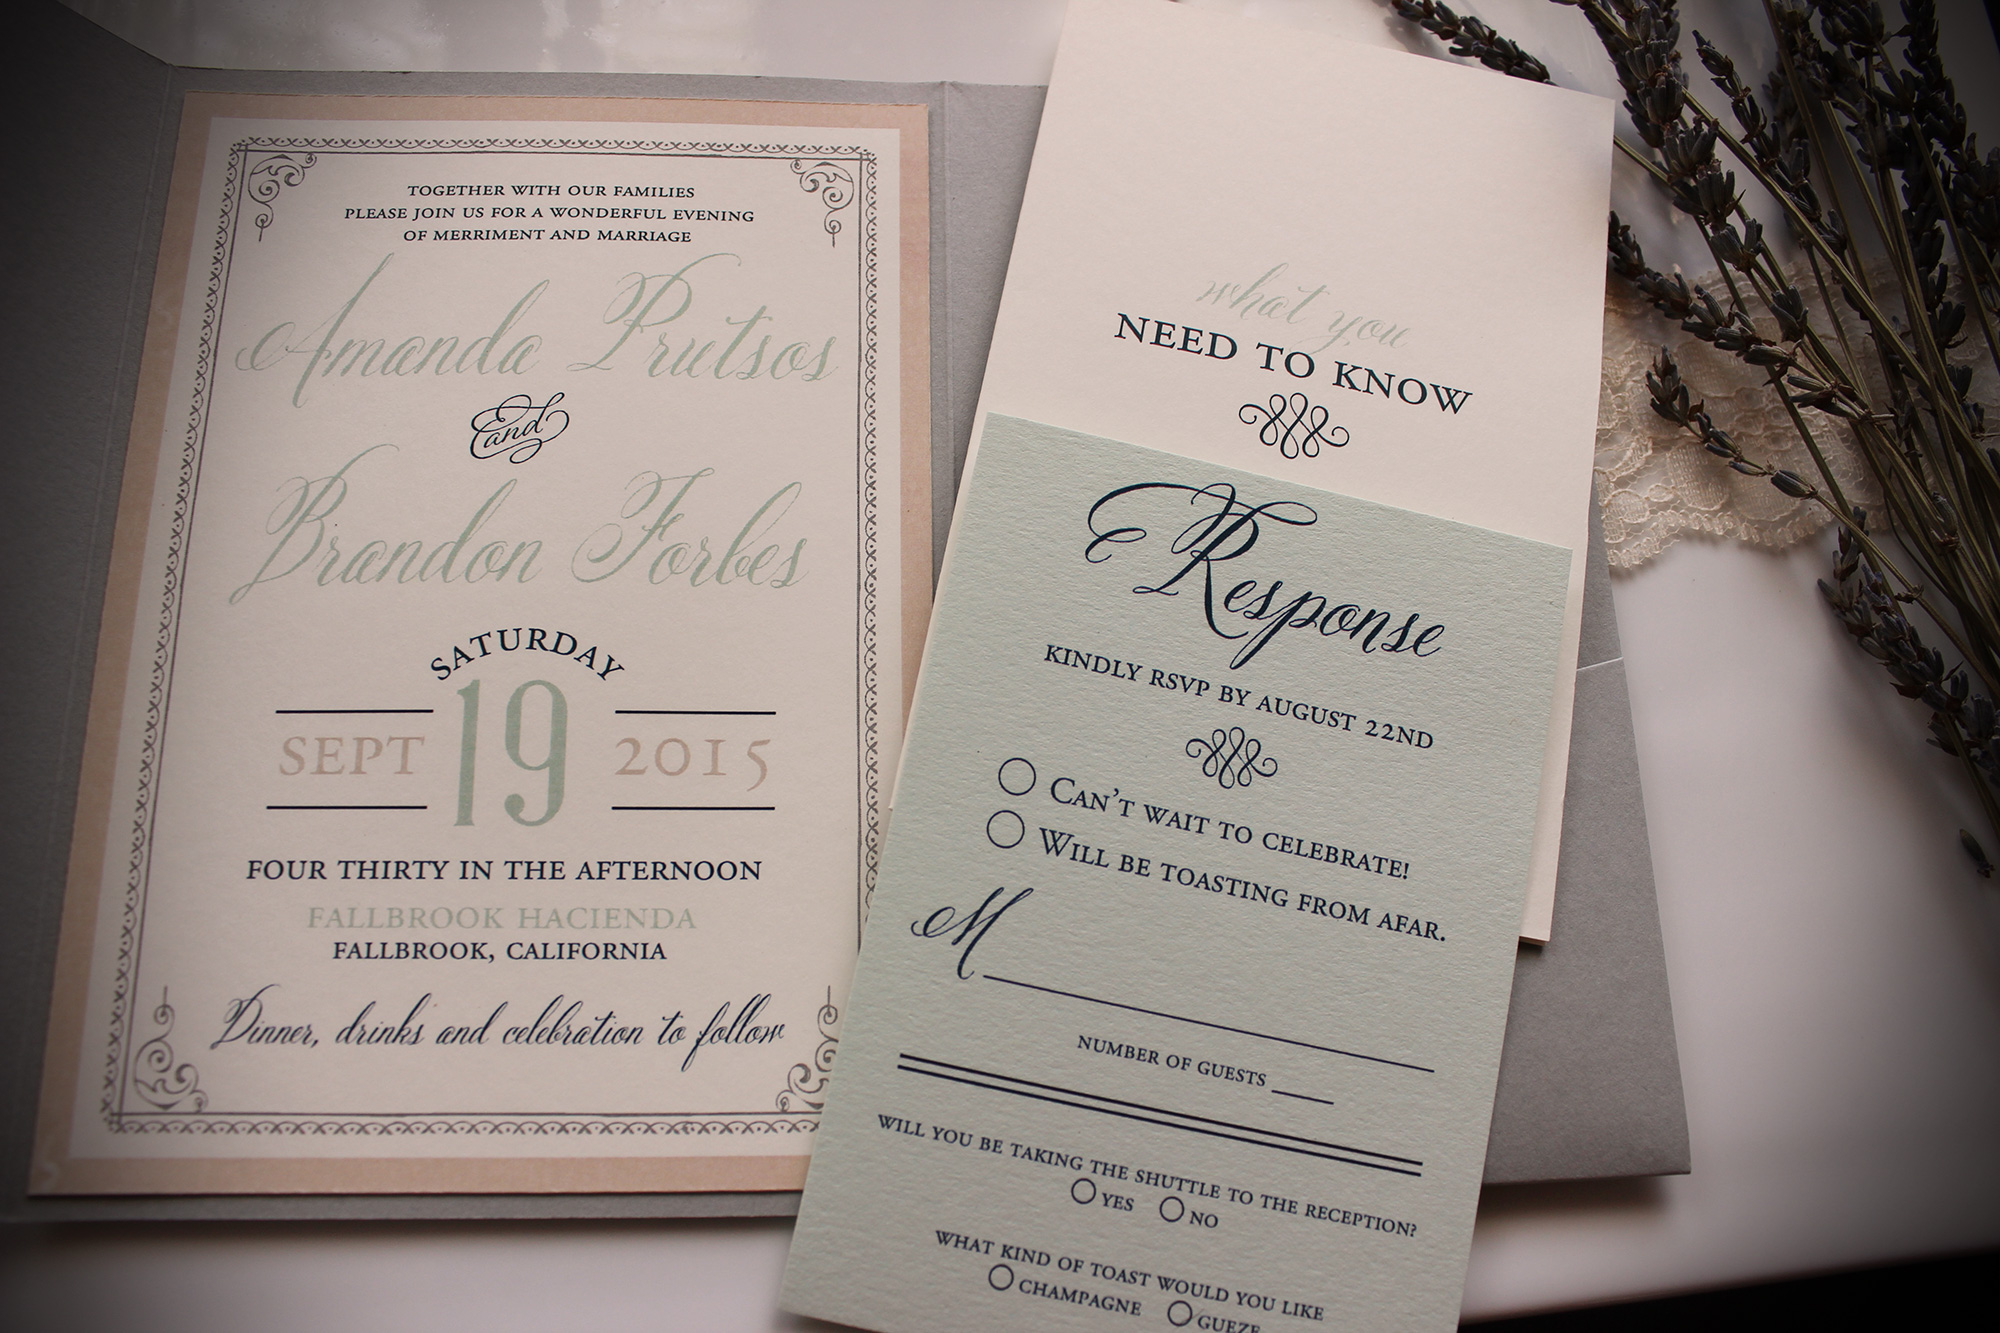 TOGETHER WITH OUR FAMILIES
PLEASE JOIN US FOR A WONDERFUL EVENING
OF MERRIMENT AND MARRIAGE
Amanda Prutsos
and
Brandon Forbes
SATURDAY
SEPT 19 2015
FOUR THIRTY IN THE AFTERNOON
FALLBROOK HACIENDA
FALLBROOK, CALIFORNIA
Dinner, drinks and celebration to follow
what you
NEED TO KNOW
Response
KINDLY RSVP BY AUGUST 22ND
CAN'T WAIT TO CELEBRATE!
WILL BE TOASTING FROM AFAR.
M
NUMBER OF GUESTS
WILL YOU BE TAKING THE SHUTTLE TO THE RECEPTION?
YES NO
WHAT KIND OF TOAST WOULD YOU LIKE
CHAMPAGNE GUEZE